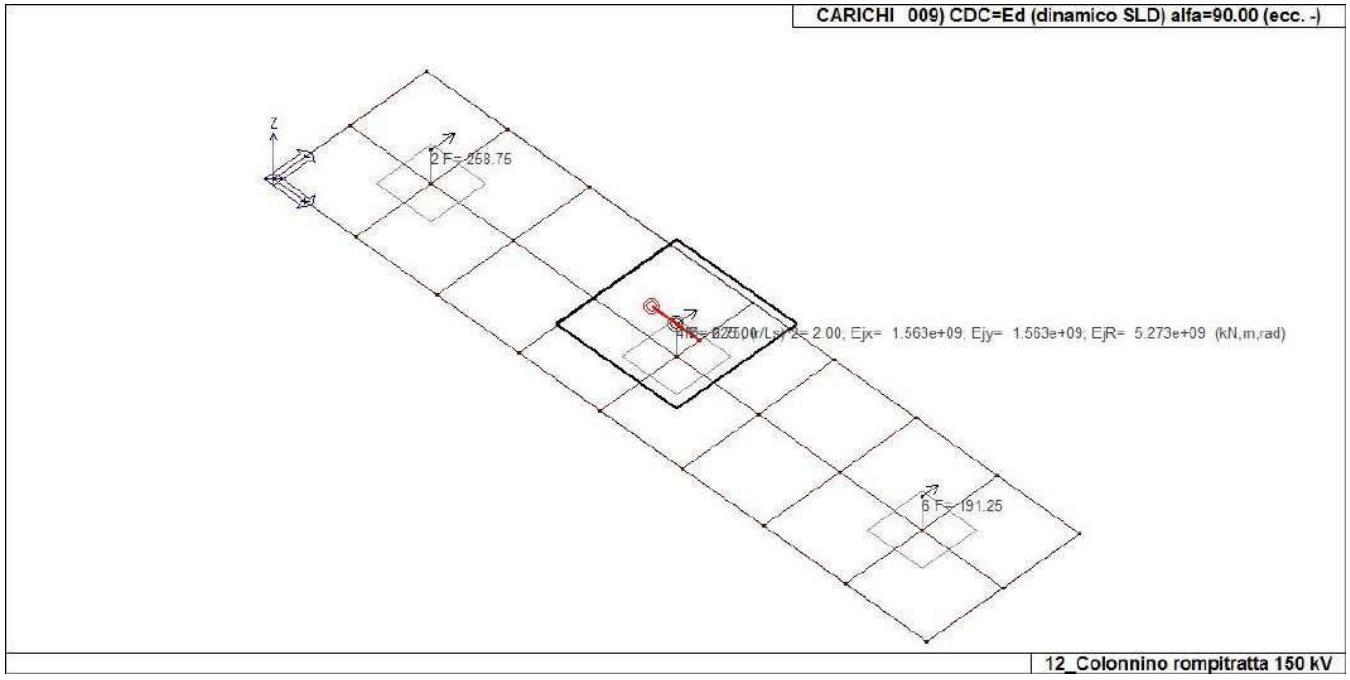 CARICHI 009) CDC=Ed (dinamico SLD) alfa=90.00 (ecc. -)
Z
2 F= 258.75
2= 2.00; Ejx= 1.563e+09; Ejy= 1.563e+09; EjR= 5.273e+09 (kN,m,rad)
6 F= 191.25
12_Colonnino rompitratta 150 kV